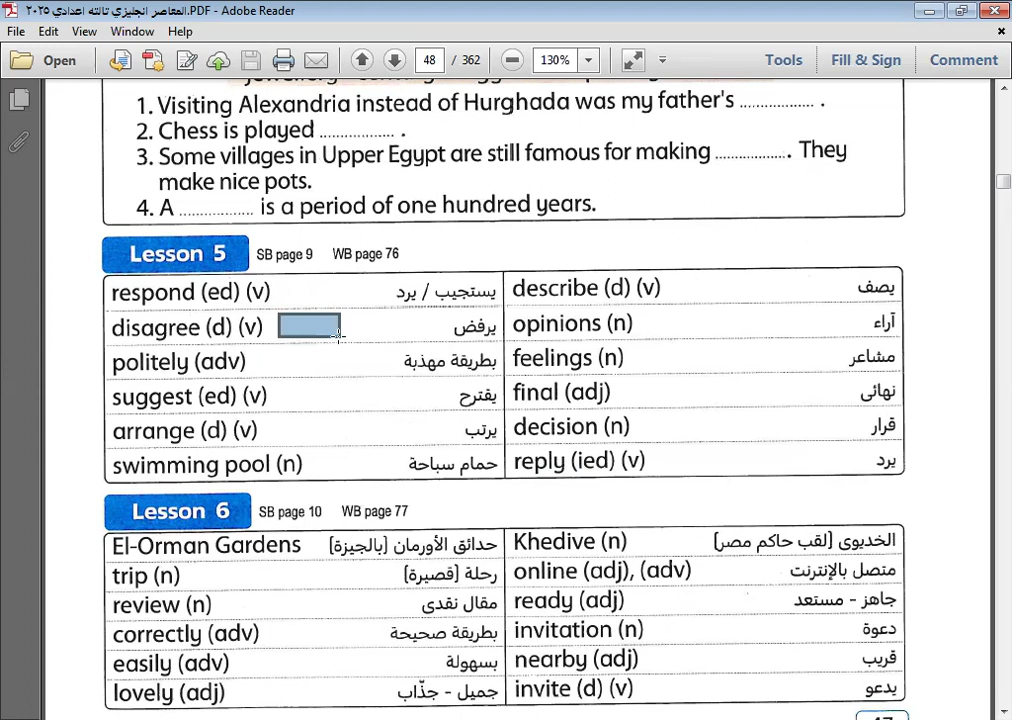 المعاصر انجليزي تالته اعدادي ٢٠٢٥.PDF - Adobe Reader
File Edit View Window Help
Open 48 / 362 130% Tools Fill & Sign Comment
1. Visiting Alexandria instead of Hurghada was my father's ................ .
2. Chess is played ................ .
3. Some villages in Upper Egypt are still famous for making ................. They
make nice pots.
4. A ................ is a period of one hundred years.
Lesson 5 SB page 9 WB page 76
respond (ed) (v) يستجيب / يرد describe (d) (v) يصف
disagree (d) (v) يرفض opinions (n) آراء
politely (adv) بطريقة مهذبة feelings (n) مشاعر
suggest (ed) (v) يقترح final (adj) نهائى
arrange (d) (v) يرتب decision (n) قرار
swimming pool (n) حمام سباحة reply (ied) (v) يرد
Lesson 6 SB page 10 WB page 77
El-Orman Gardens حدائق الأورمان [بالجيزة] Khedive (n) الخديوى [لقب حاكم مصر]
trip (n) رحلة [قصيرة] online (adj), (adv) متصل بالإنترنت
review (n) مقال نقدى ready (adj) جاهز - مستعد
correctly (adv) بطريقة صحيحة invitation (n) دعوة
easily (adv) بسهولة nearby (adj) قريب
lovely (adj) جميل - جذّاب invite (d) (v) يدعو